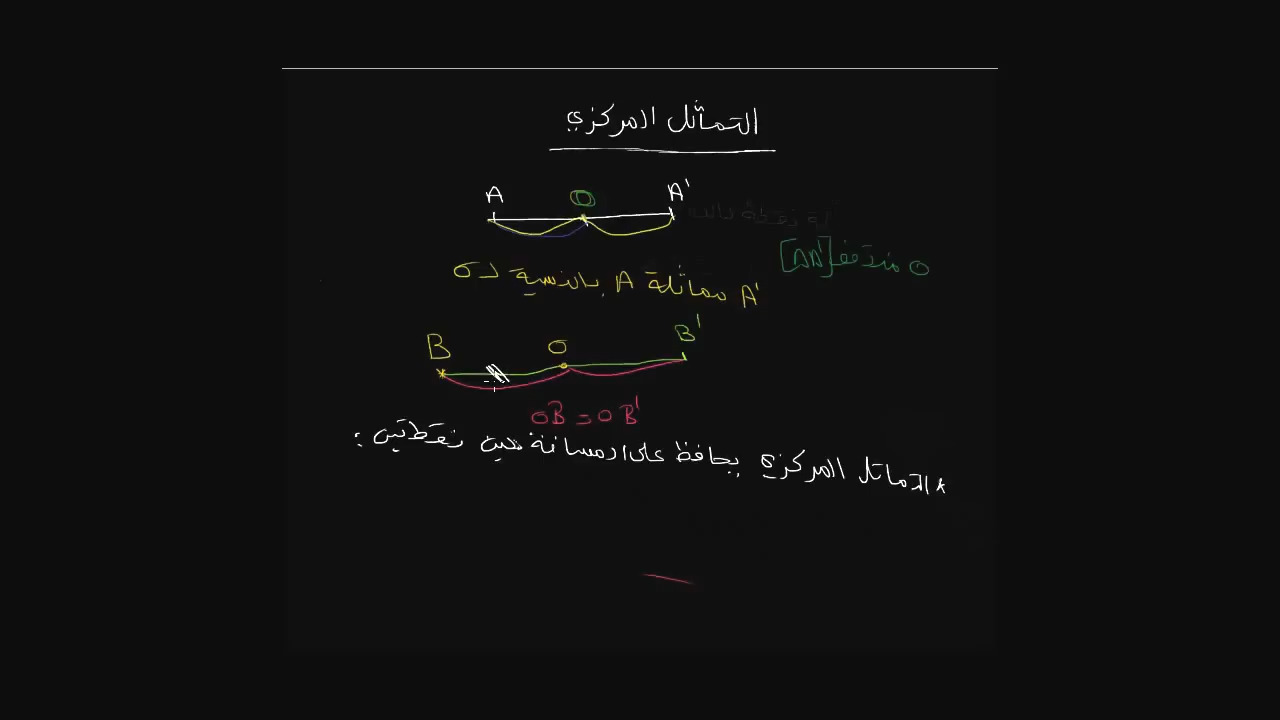 التماثل المركزي
A O A'
O منتصف [AA']
A' مماثلة A بالنسبة لـ O
B O B'
OB = OB'
* التماثل المركزي يحافظ على المسافة بين نقطتين :